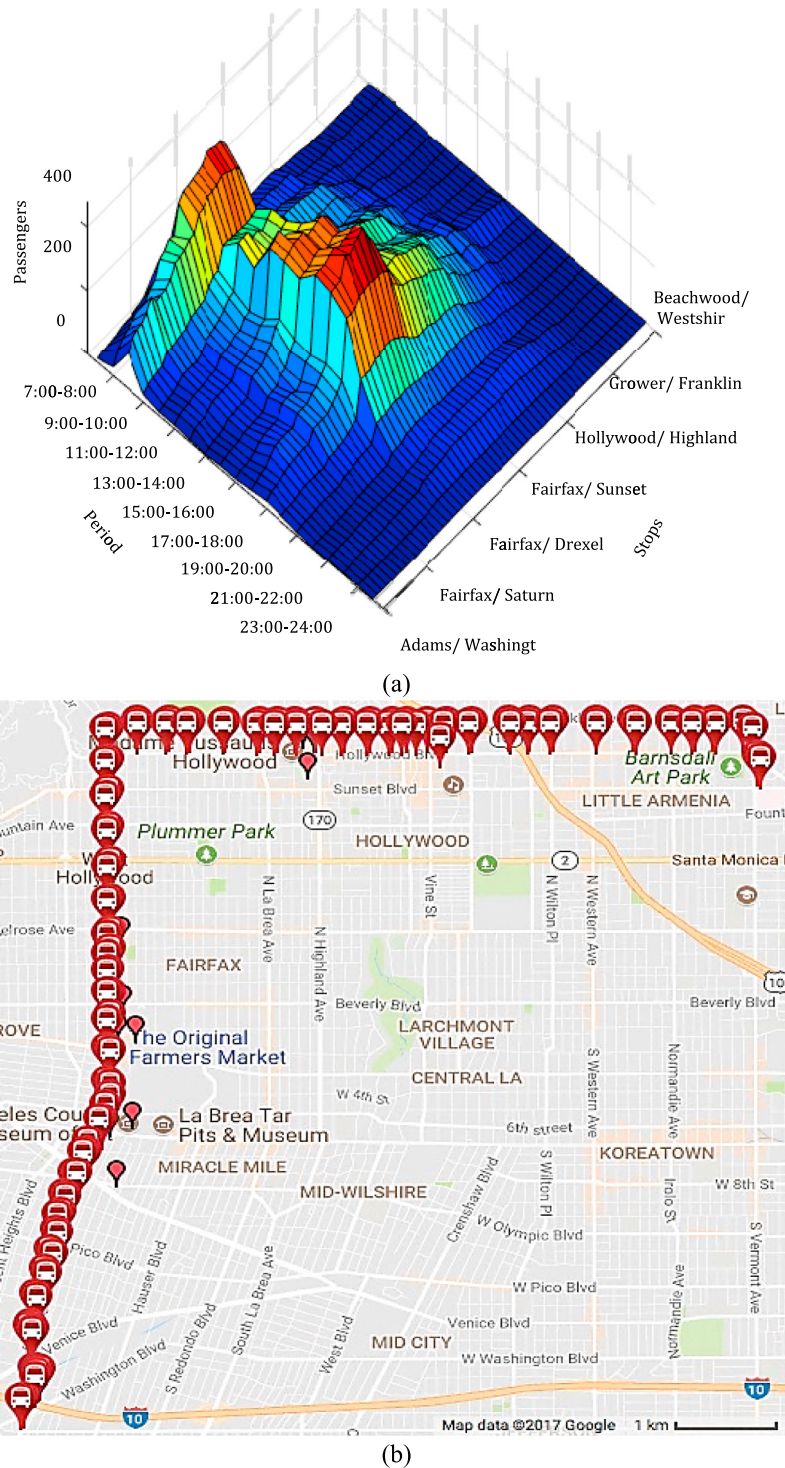 400
200
0
Passengers
7:00-8:00
9:00-10:00
11:00-12:00
13:00-14:00
15:00-16:00
17:00-18:00
19:00-20:00
21:00-22:00
23:00-24:00
Period
Beachwood/
Westshir
Grower/ Franklin
Hollywood/ Highland
Fairfax/ Sunset
Fairfax/ Drexel
Fairfax/ Saturn
Adams/ Washingt
Stops
(a)
Hollywood
Hollywood
Barnsdall
Art Park
Sunset Blvd
LITTLE ARMENIA
170
Plummer Park
HOLLYWOOD
2
Santa Monica
Hollywood
N La Brea Ave
N Highland Ave
Vine St
N Wilton Pl
N Western Ave
FAIRFAX
Beverly Blvd
Beverly Blvd
The Original
Farmers Market
LARCHMONT
VILLAGE
CENTRAL LA
S Western Ave
Normandie Ave
W 4th St
6th street
La Brea Tar
Pits & Museum
MIRACLE MILE
KOREATOWN
MID-WILSHIRE
Crenshaw Blvd
S Wilton Pl
Irolo St
W 8th St
W Olympic Blvd
S Vermont Ave
Pico Blvd
Hauser Blvd
South La Brea Ave
W Pico Blvd
Normandie Ave
Venice Blvd
Venice Blvd
Washington Blvd
S Redondo Blvd
West Blvd
MID CITY
W Washington Blvd
10
10
Map data ©2017 Google
1 km
(b)